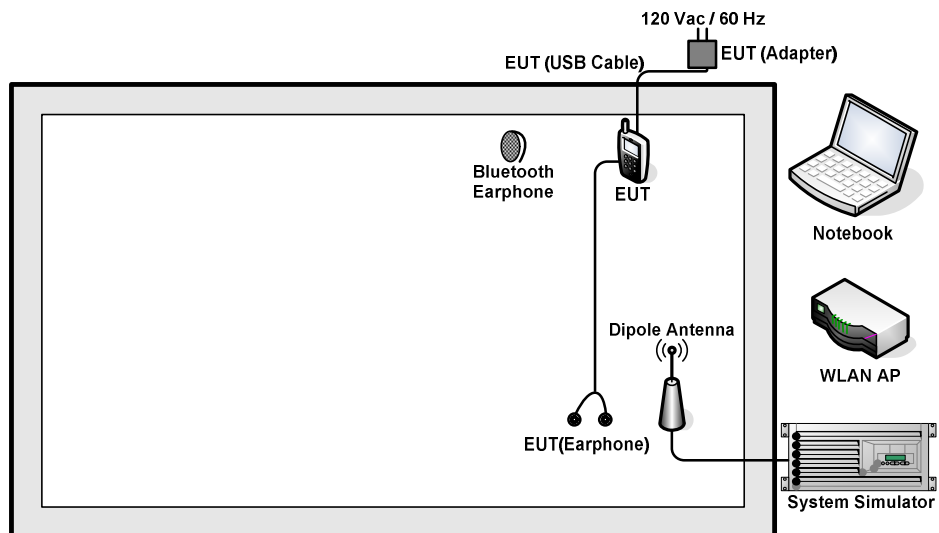 120 Vac / 60 Hz
EUT (USB Cable)
EUT (Adapter)
Bluetooth
Earphone
EUT
Notebook
Dipole Antenna
WLAN AP
EUT(Earphone)
System Simulator